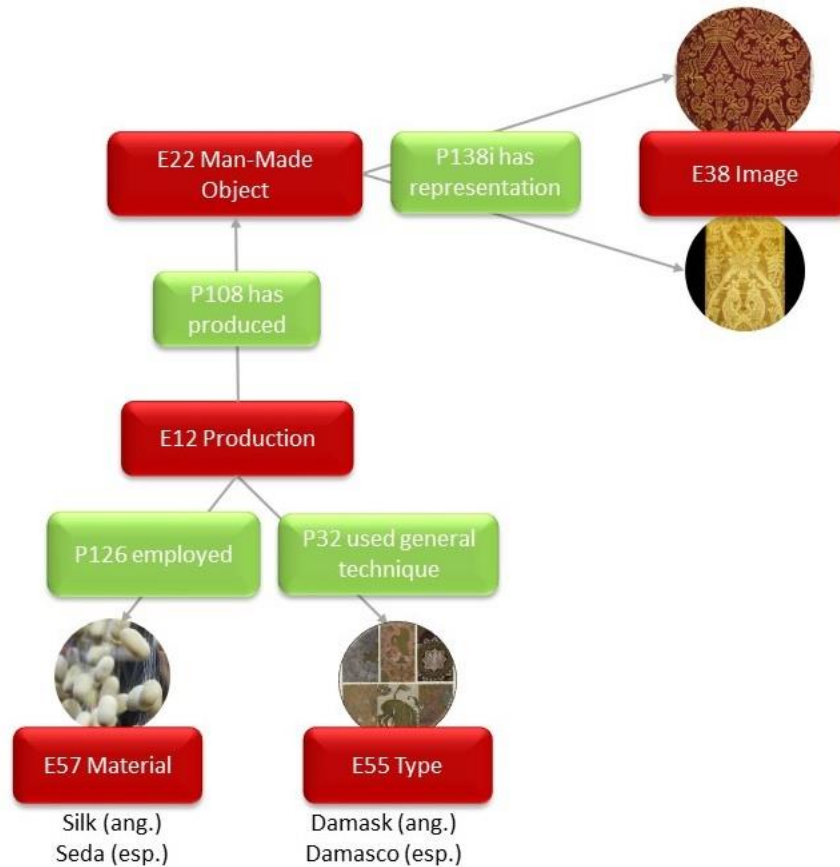 E22 Man-Made
Object
P138i has
representation
E38 Image
P108 has
produced
E12 Production
P126 employed
P32 used general
technique
E57 Material
E55 Type
Silk (ang.)
Seda (esp.)
Damask (ang.)
Damasco (esp.)